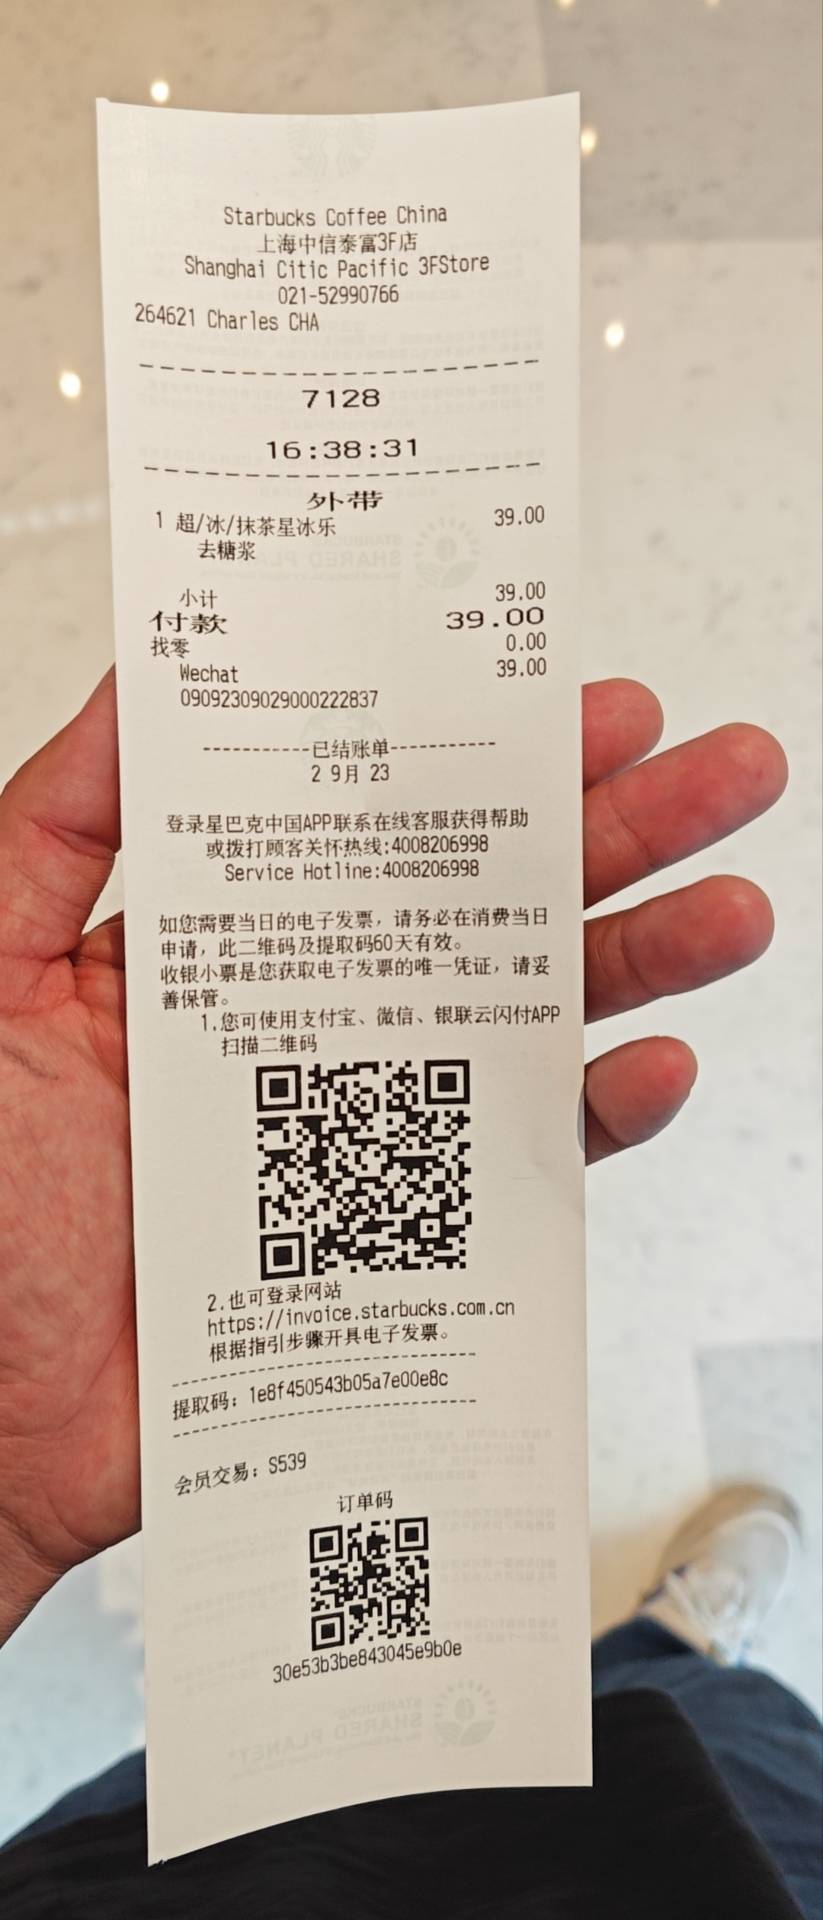 Starbucks Coffee China
上海中信泰富3F店
Shanghai Citic Pacific 3FStore
021-52990766
264621 Charles CHA
7128
16:38:31
外带
1 超/冰/抹茶星冰乐 39.00
去糖浆
小计 39.00
付款 39.00
找零 0.00
Wechat 39.00
09092309029000222837
-----------已结账单-----------
2 9月 23
登录星巴克中国APP联系在线客服获得帮助
或拨打顾客关怀热线:4008206998
Service Hotline:4008206998
如您需要当日的电子发票，请务必在消费当日
申请，此二维码及提取码60天有效。
收银小票是您获取电子发票的唯一凭证，请妥
善保管。
1.您可使用支付宝、微信、银联云闪付APP
扫描二维码
2.也可登录网站
https://invoice.starbucks.com.cn
根据指引步骤开具电子发票。
提取码：1e8f450543b05a7e00e8c
会员交易：S539
订单码
30e53b3be843045e9b0e
STARBUCKS
SHARED PLANET